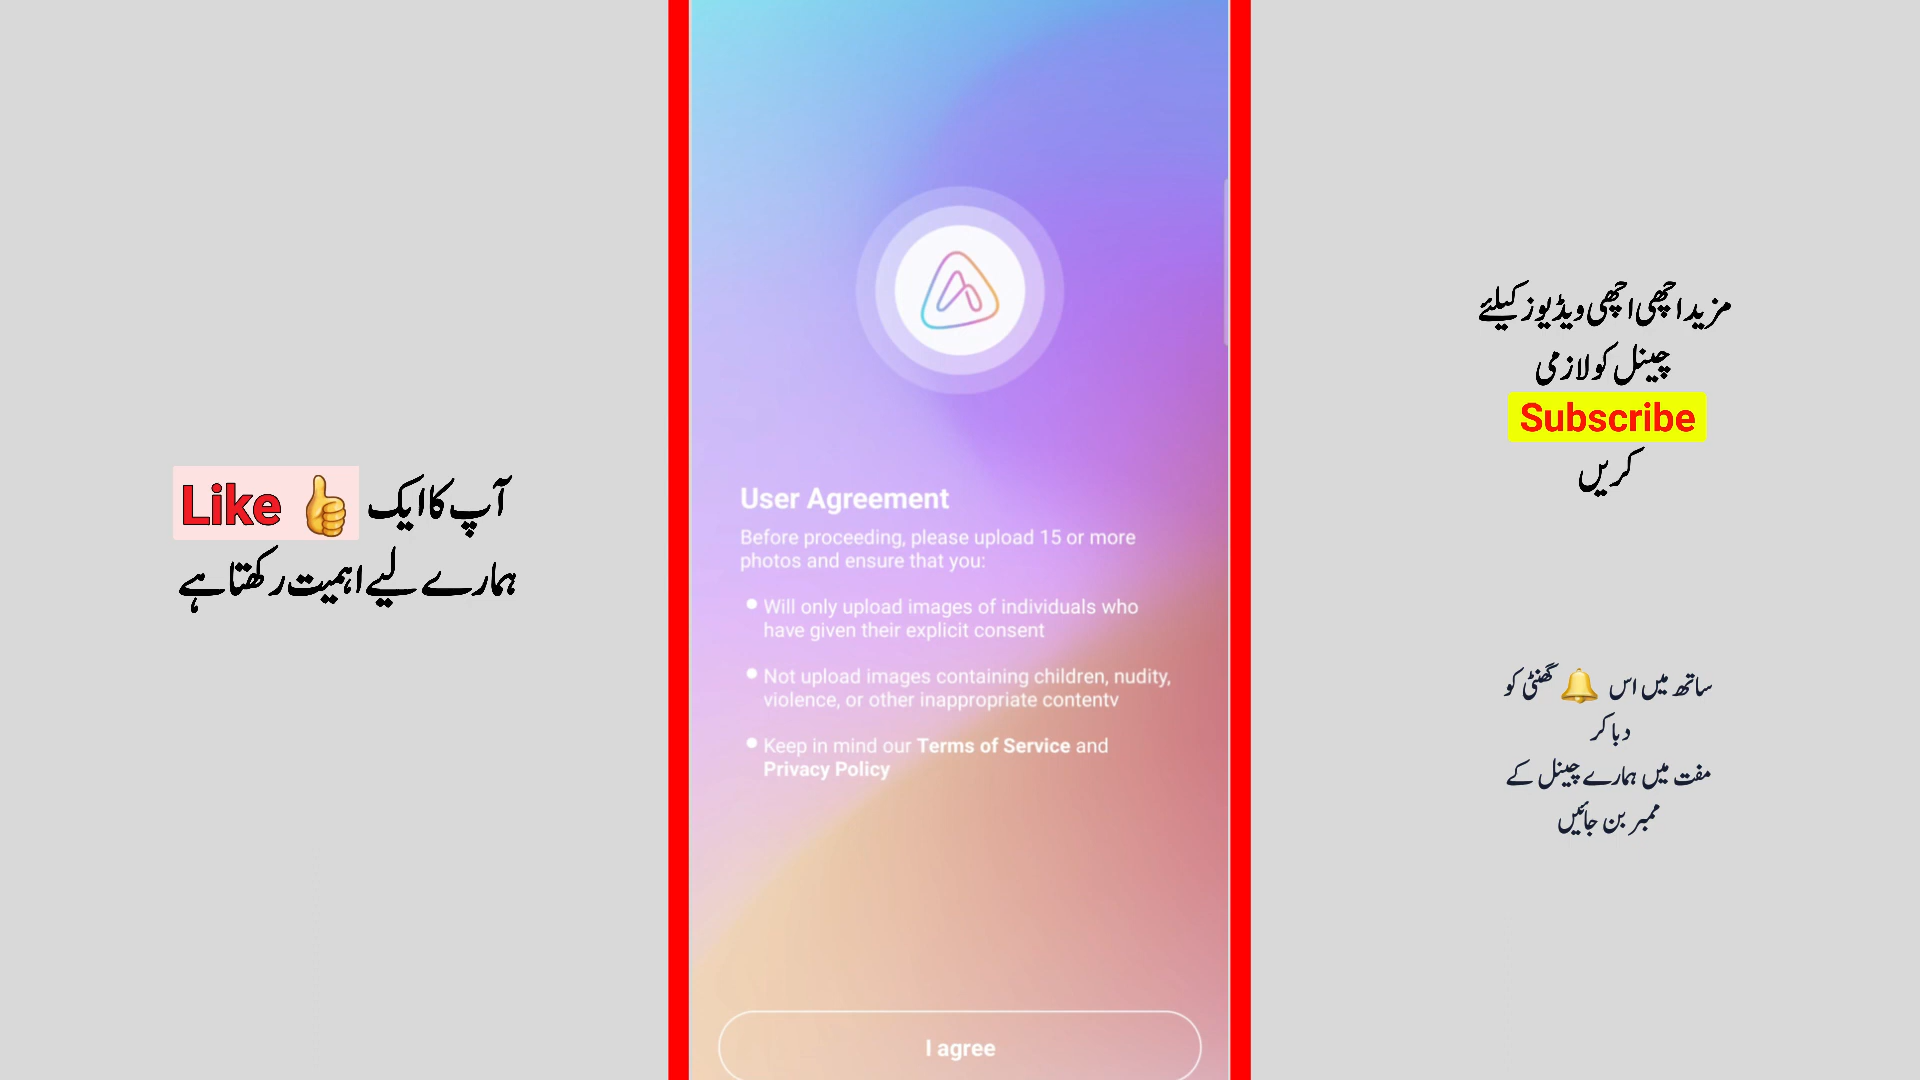 آپ کا ایک 👍 Like
ہمارے لیے اہمیت رکھتا ہے
User Agreement
Before proceeding, please upload 15 or more
photos and ensure that you:
• Will only upload images of individuals who
have given their explicit consent
• Not upload images containing children, nudity,
violence, or other inappropriate contentv
• Keep in mind our Terms of Service and
Privacy Policy
I agree
مزید اچھی اچھی ویڈیوز کیلئے
چینل کو لازمی
Subscribe
کریں
ساتھ میں اس 🔔 گھنٹی کو
دبا کر
مفت میں ہمارے چینل کے
ممبر بن جائیں